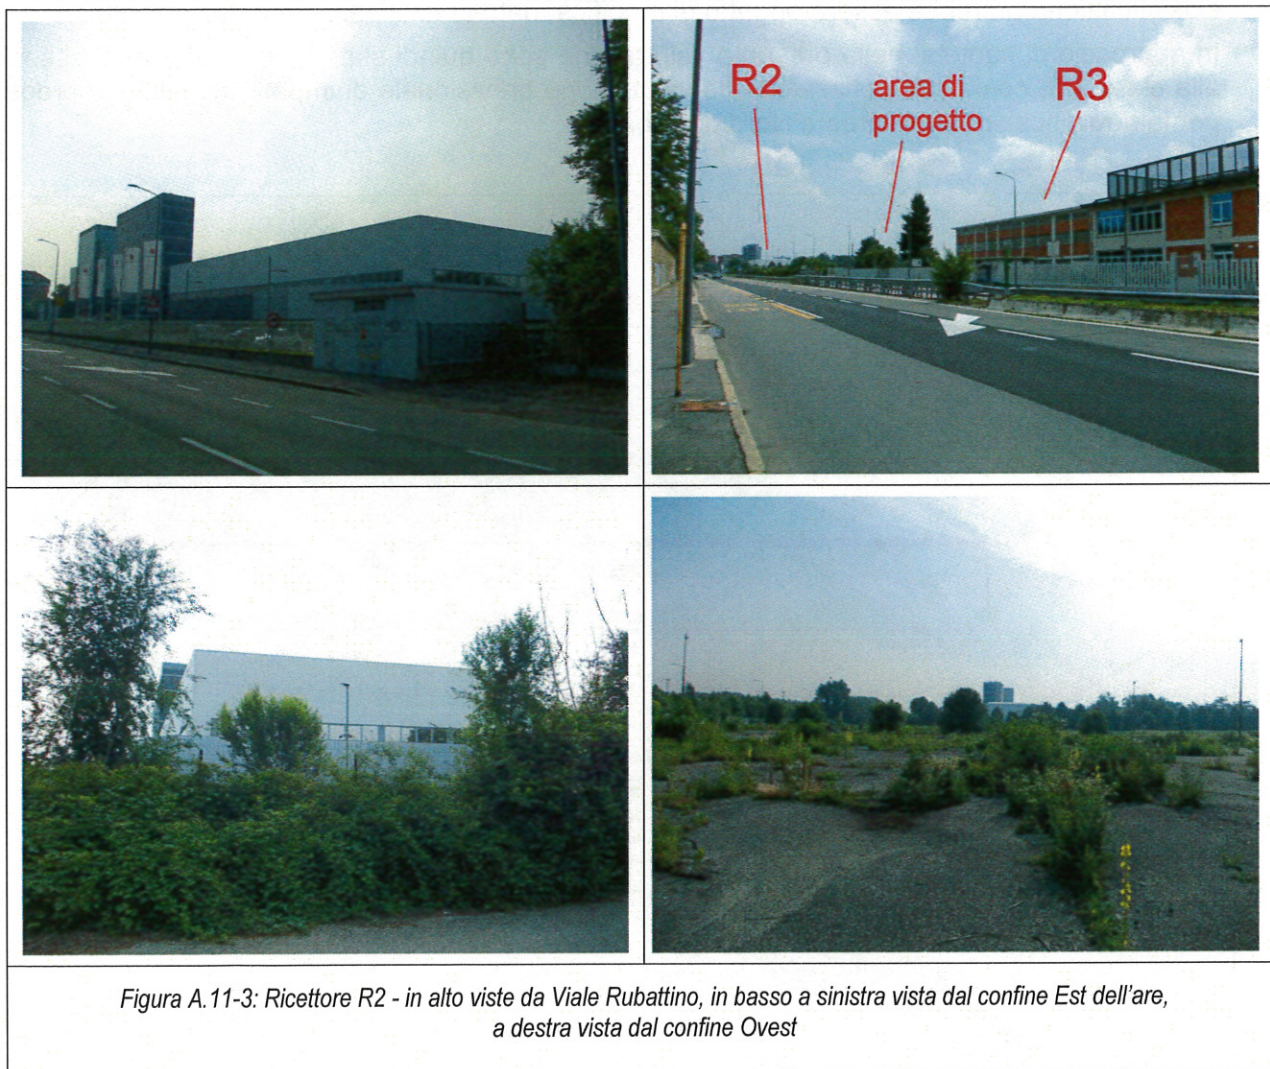 R2
area di
progetto
R3
Figura A.11-3: Ricettore R2 - in alto viste da Viale Rubattino, in basso a sinistra vista dal confine Est dell'are,
a destra vista dal confine Ovest